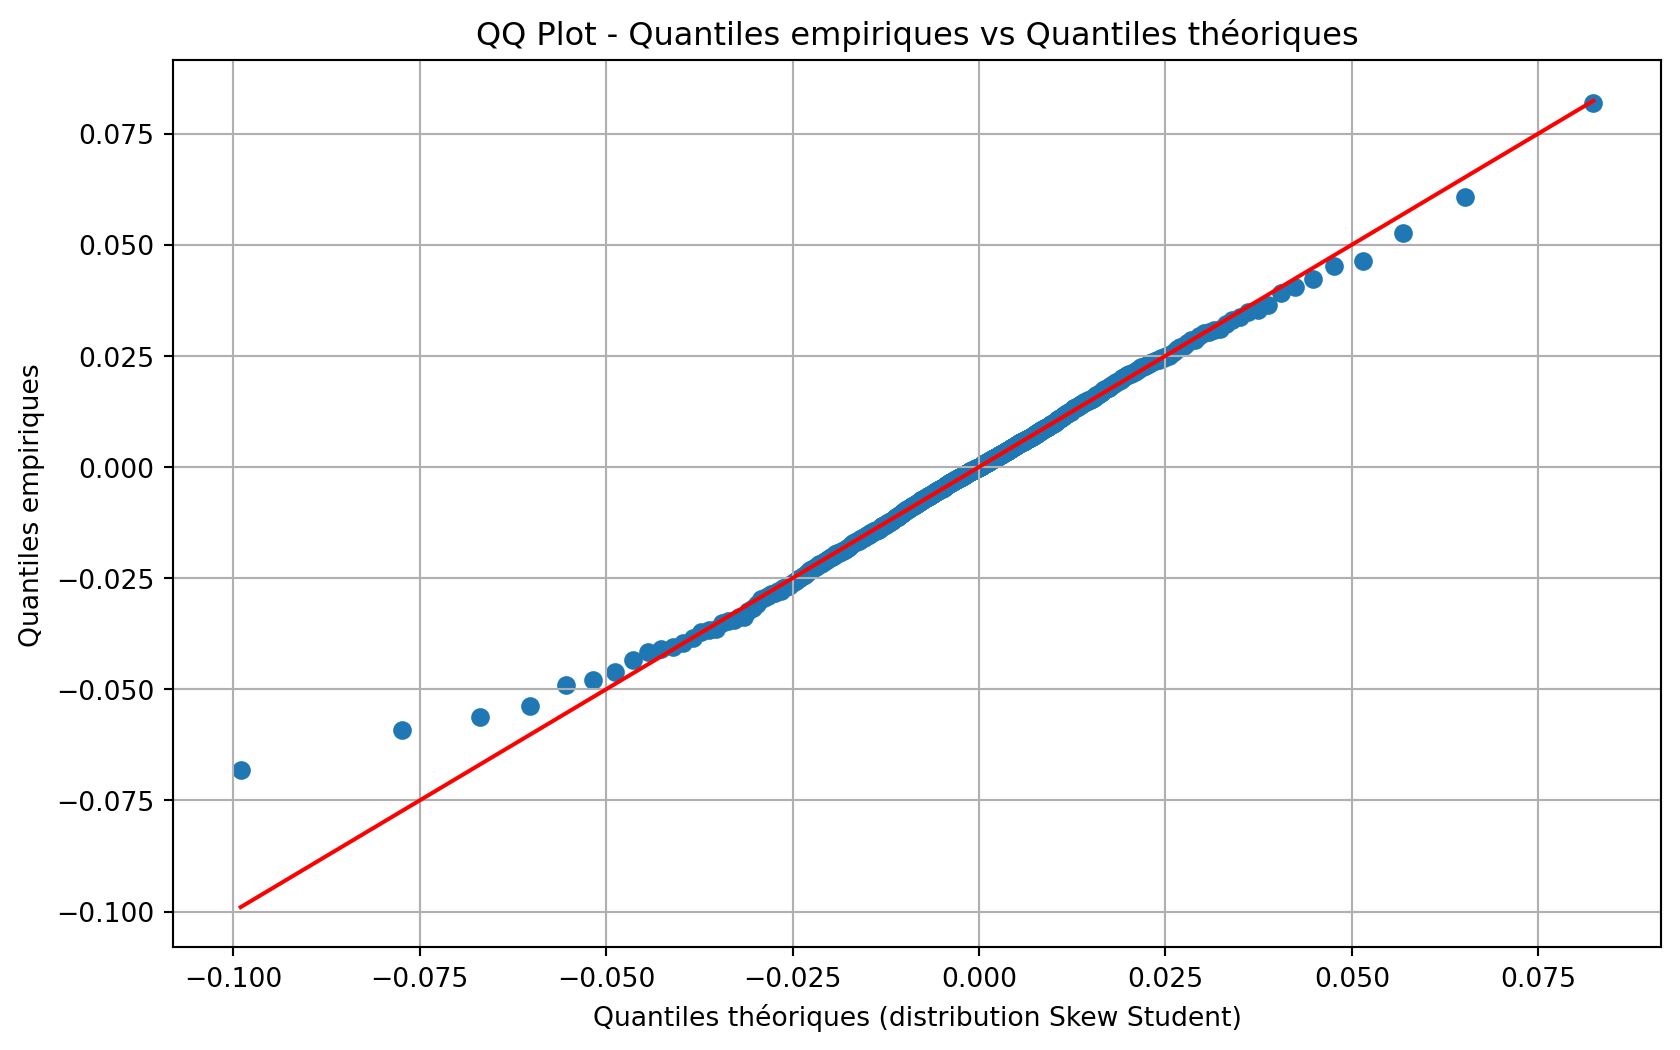 QQ Plot - Quantiles empiriques vs Quantiles théoriques
Quantiles empiriques
0.075
0.050
0.025
0.000
−0.025
−0.050
−0.075
−0.100
−0.100 −0.075 −0.050 −0.025 0.000 0.025 0.050 0.075
Quantiles théoriques (distribution Skew Student)